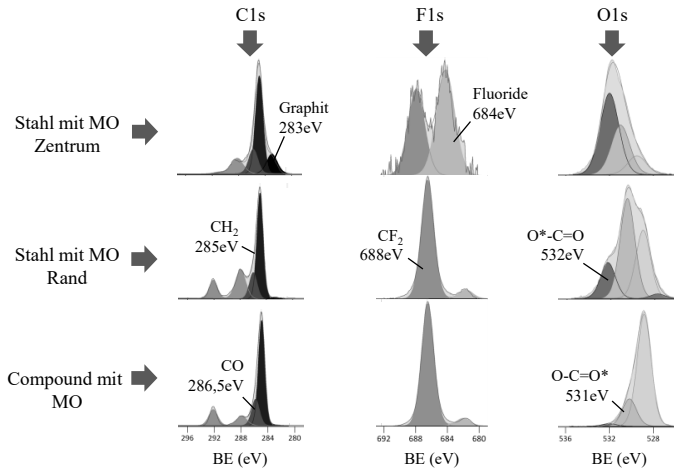 C1s
F1s
O1s
Stahl mit MO
Zentrum
Graphit
283eV
Fluoride
684eV
Stahl mit MO
Rand
CH₂
285eV
CF₂
688eV
O*-C=O
532eV
Compound mit
MO
CO
286,5eV
O-C=O*
531eV
296 292 288 284 280
692 688 684 680
536 532 528
BE (eV)
BE (eV)
BE (eV)